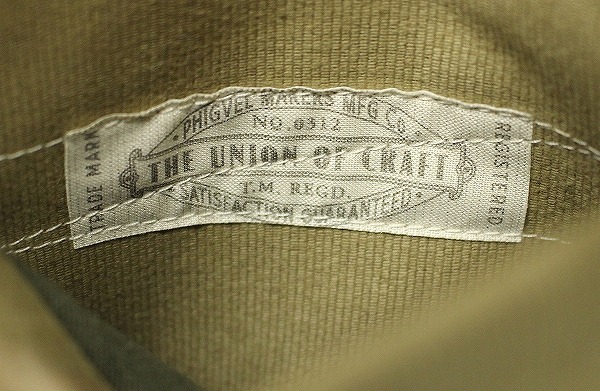 TRADE MARK
PHIGVEL MAKERS MFG CO.
NO. 0312
THE UNION OF CRAFT
T.M. REGD.
SATISFACTION GUARANTEED
REGISTERED